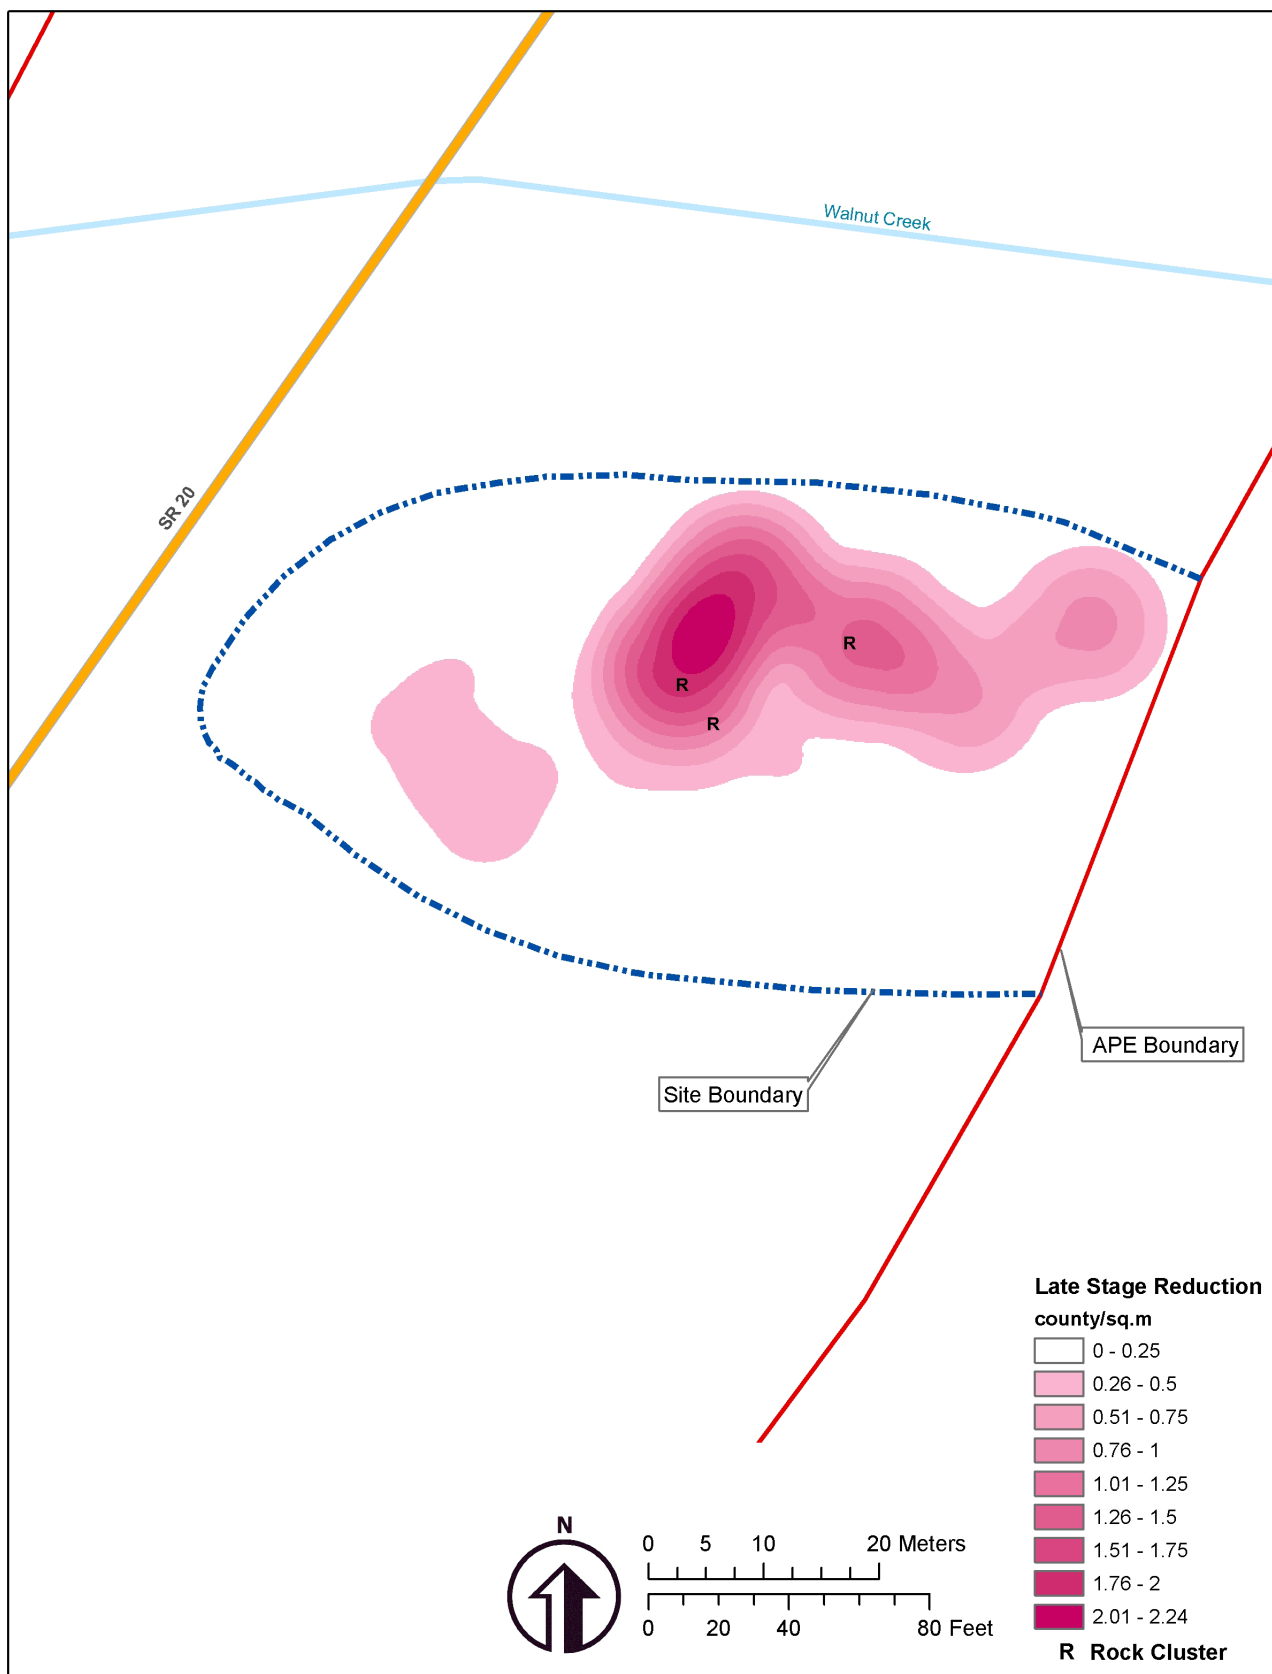 Walnut Creek
SR 20
R
R
R
APE Boundary
Site Boundary
Late Stage Reduction
county/sq.m
0 - 0.25
0.26 - 0.5
0.51 - 0.75
0.76 - 1
1.01 - 1.25
1.26 - 1.5
1.51 - 1.75
1.76 - 2
2.01 - 2.24
R Rock Cluster
N
0 5 10 20 Meters
0 20 40 80 Feet